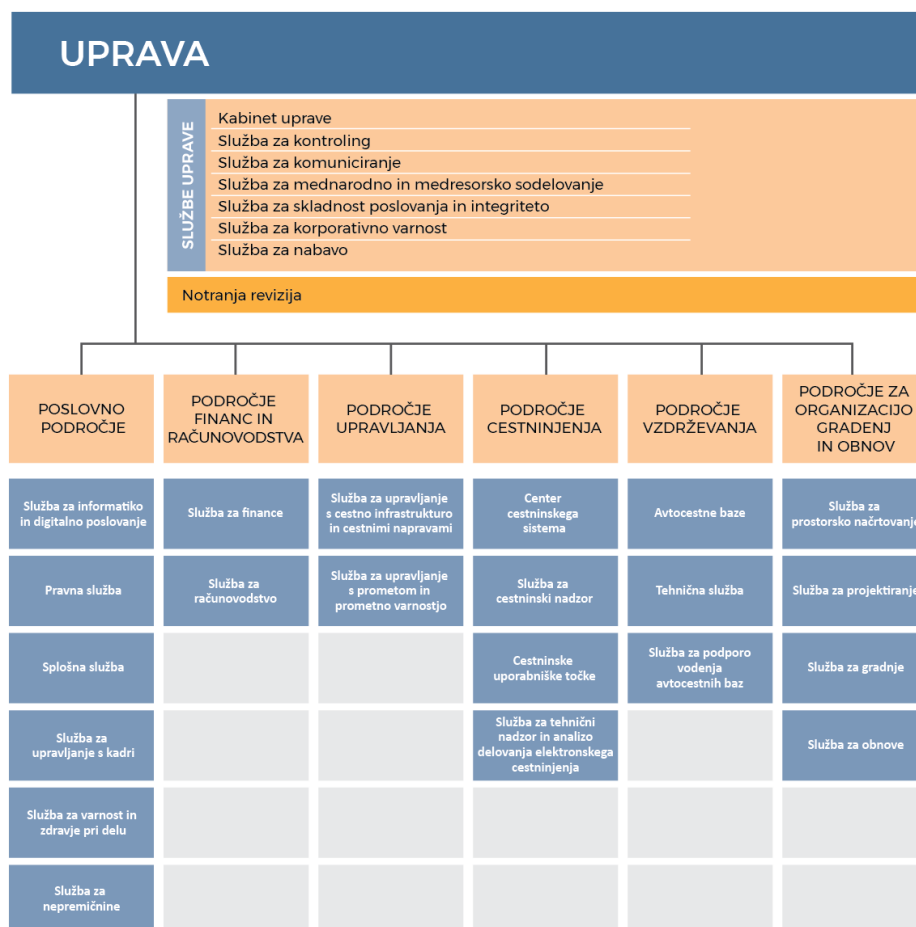 UPRAVA
SLUŽBE UPRAVE
Kabinet uprave
Služba za kontroling
Služba za komuniciranje
Služba za mednarodno in medresorsko sodelovanje
Služba za skladnost poslovanja in integriteto
Služba za korporativno varnost
Služba za nabavo
Notranja revizija
POSLOVNO
PODROČJE
PODROČJE
FINANC IN
RAČUNOVODSTVA
PODROČJE
UPRAVLJANJA
PODROČJE
CESTNINJENJA
PODROČJE
VZDRŽEVANJA
PODROČJE ZA
ORGANIZACIJO
GRADENJ
IN OBNOV
Služba za informatiko
in digitalno poslovanje
Služba za finance
Služba za upravljanje
s cestno infrastrukturo
in cestnimi napravami
Center
cestninskega
sistema
Avtocestne baze
Služba za
prostorsko načrtovanje
Pravna služba
Služba za
računovodstvo
Služba za upravljanje
s prometom in
prometno varnostjo
Služba za
cestninski nadzor
Tehnična služba
Služba za projektiranje
Splošna služba
Cestninske
uporabniške točke
Služba za podporo
vodenja
avtocestnih baz
Služba za gradnje
Služba za
upravljanje s kadri
Služba za tehnični
nadzor in analizo
delovanja elektronskega
cestninjenja
Služba za obnove
Služba za varnost in
zdravje pri delu
Služba za
nepremičnine